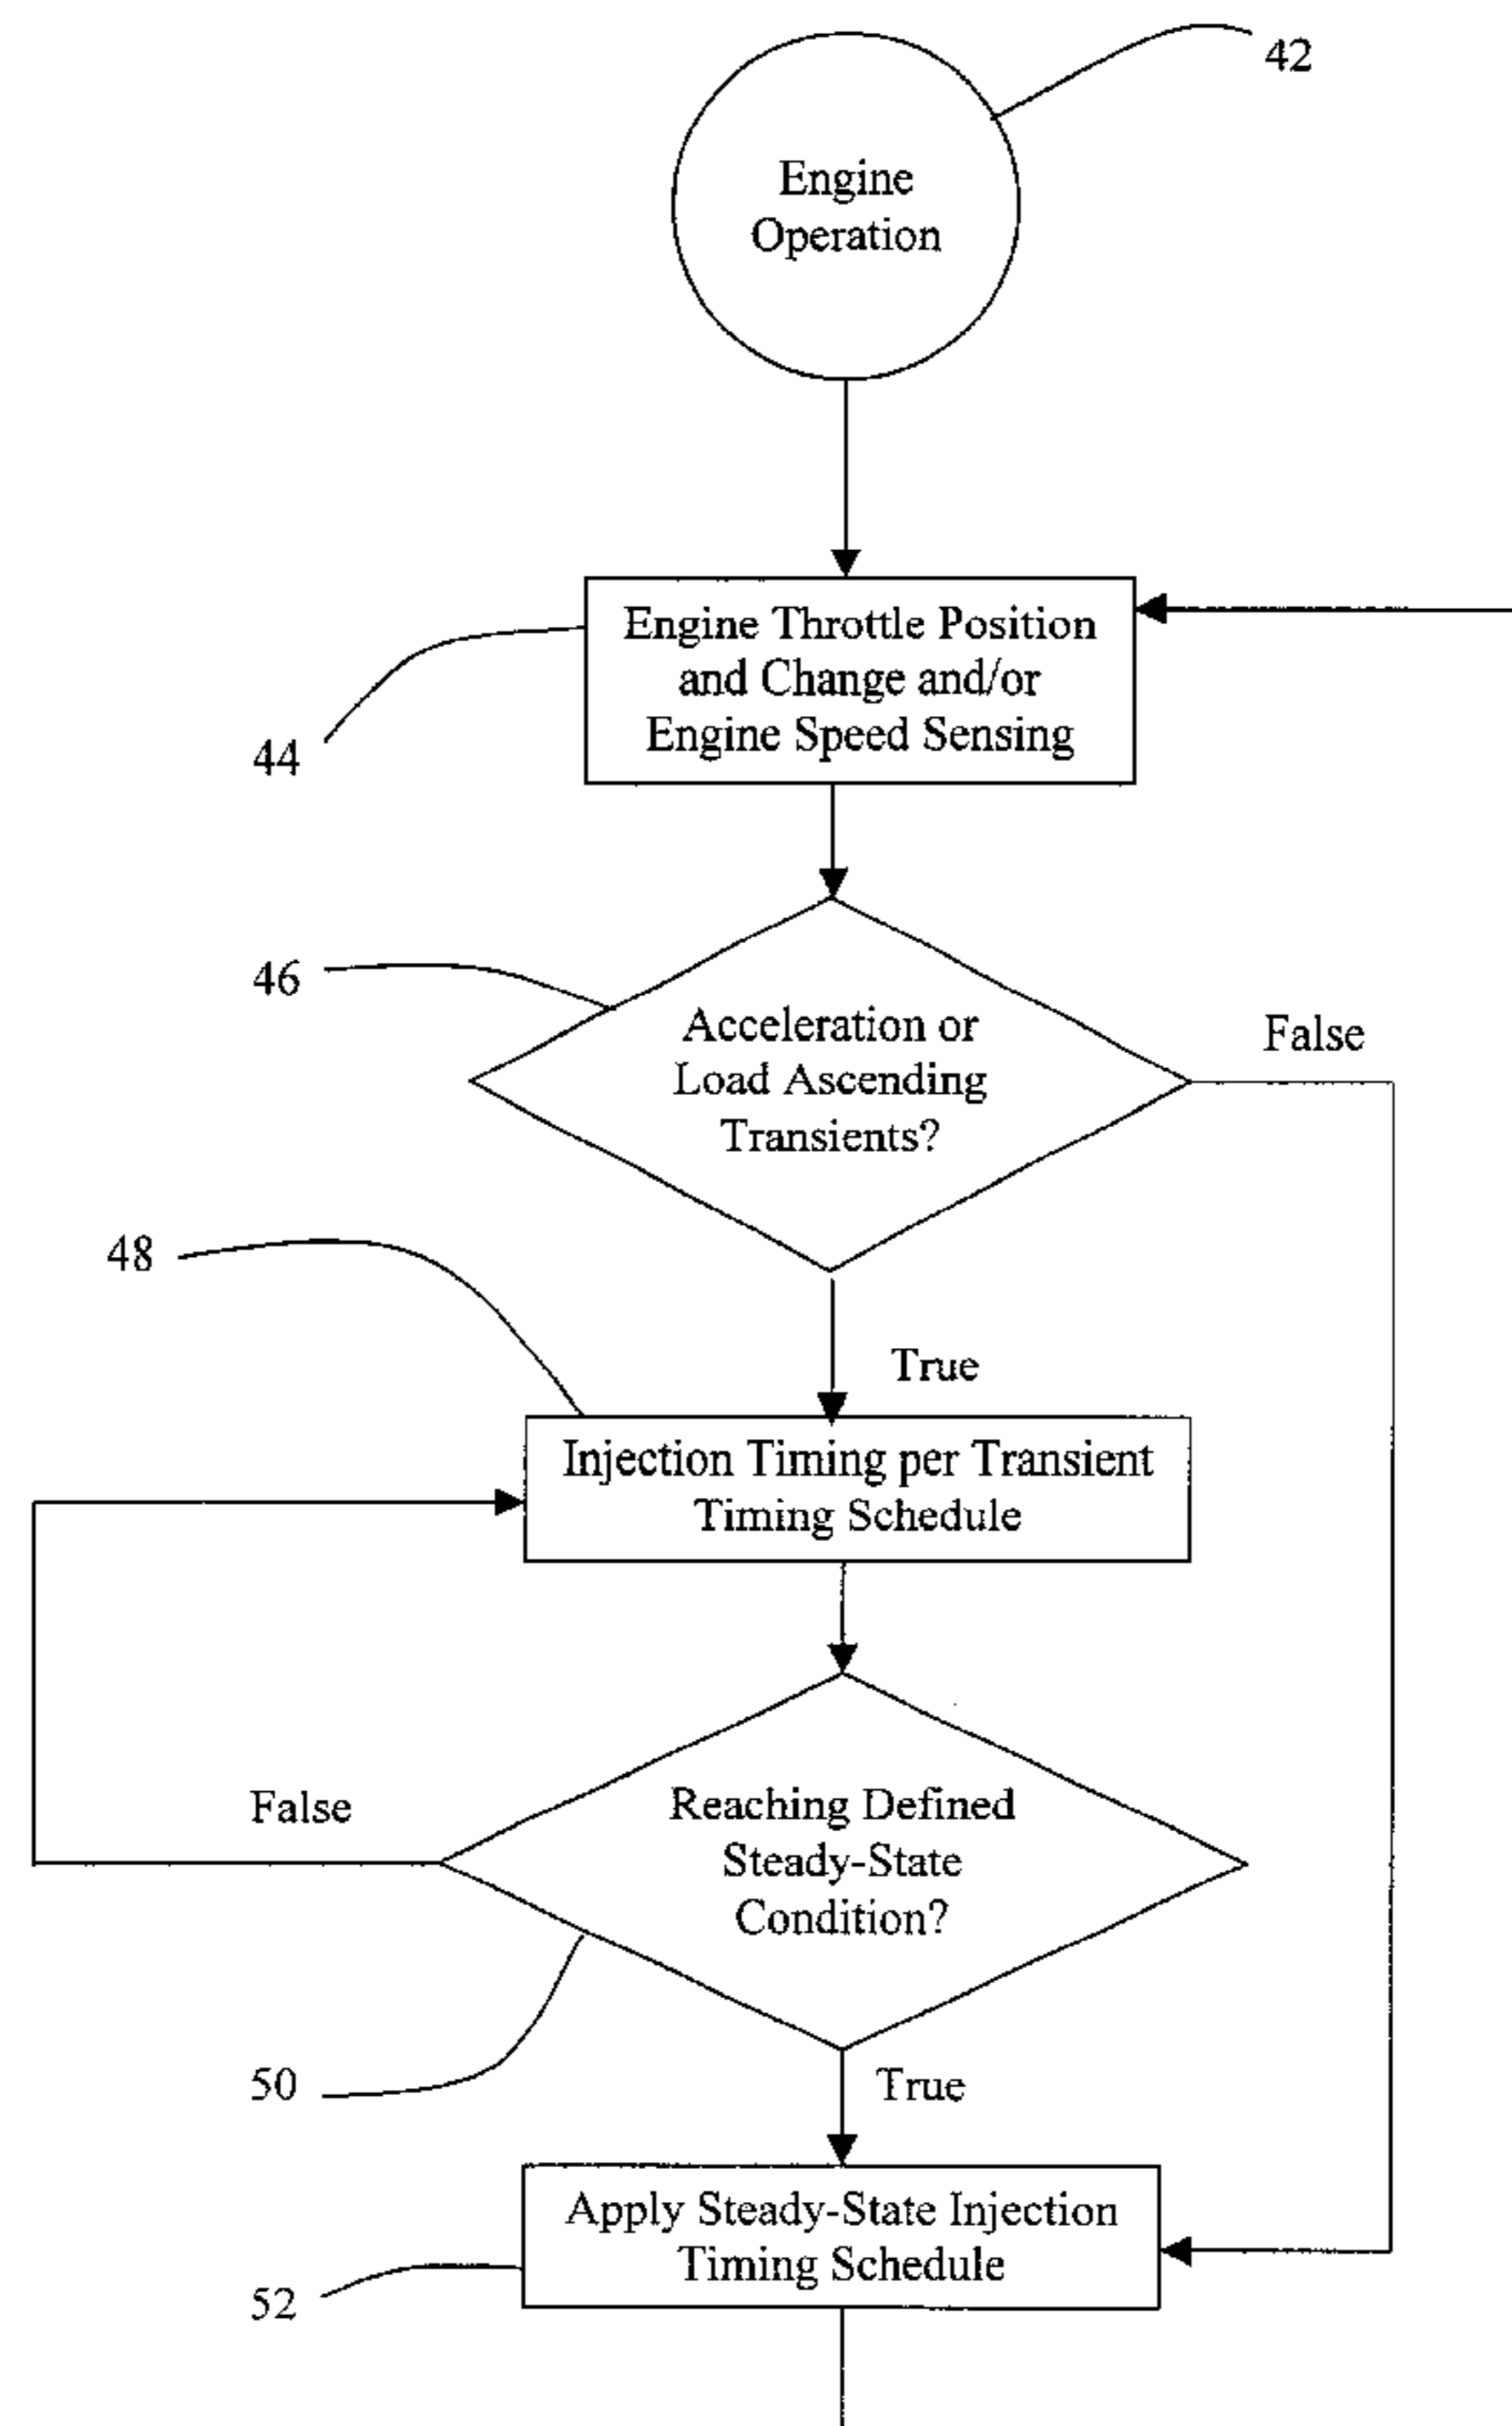 42
Engine
Operation
Engine Throttle Position
and Change and/or
Engine Speed Sensing
44
46
Acceleration or
Load Ascending
Transients?
False
48
True
Injection Timing per Transient
Timing Schedule
False
Reaching Defined
Steady-State
Condition?
50
True
Apply Steady-State Injection
Timing Schedule
52